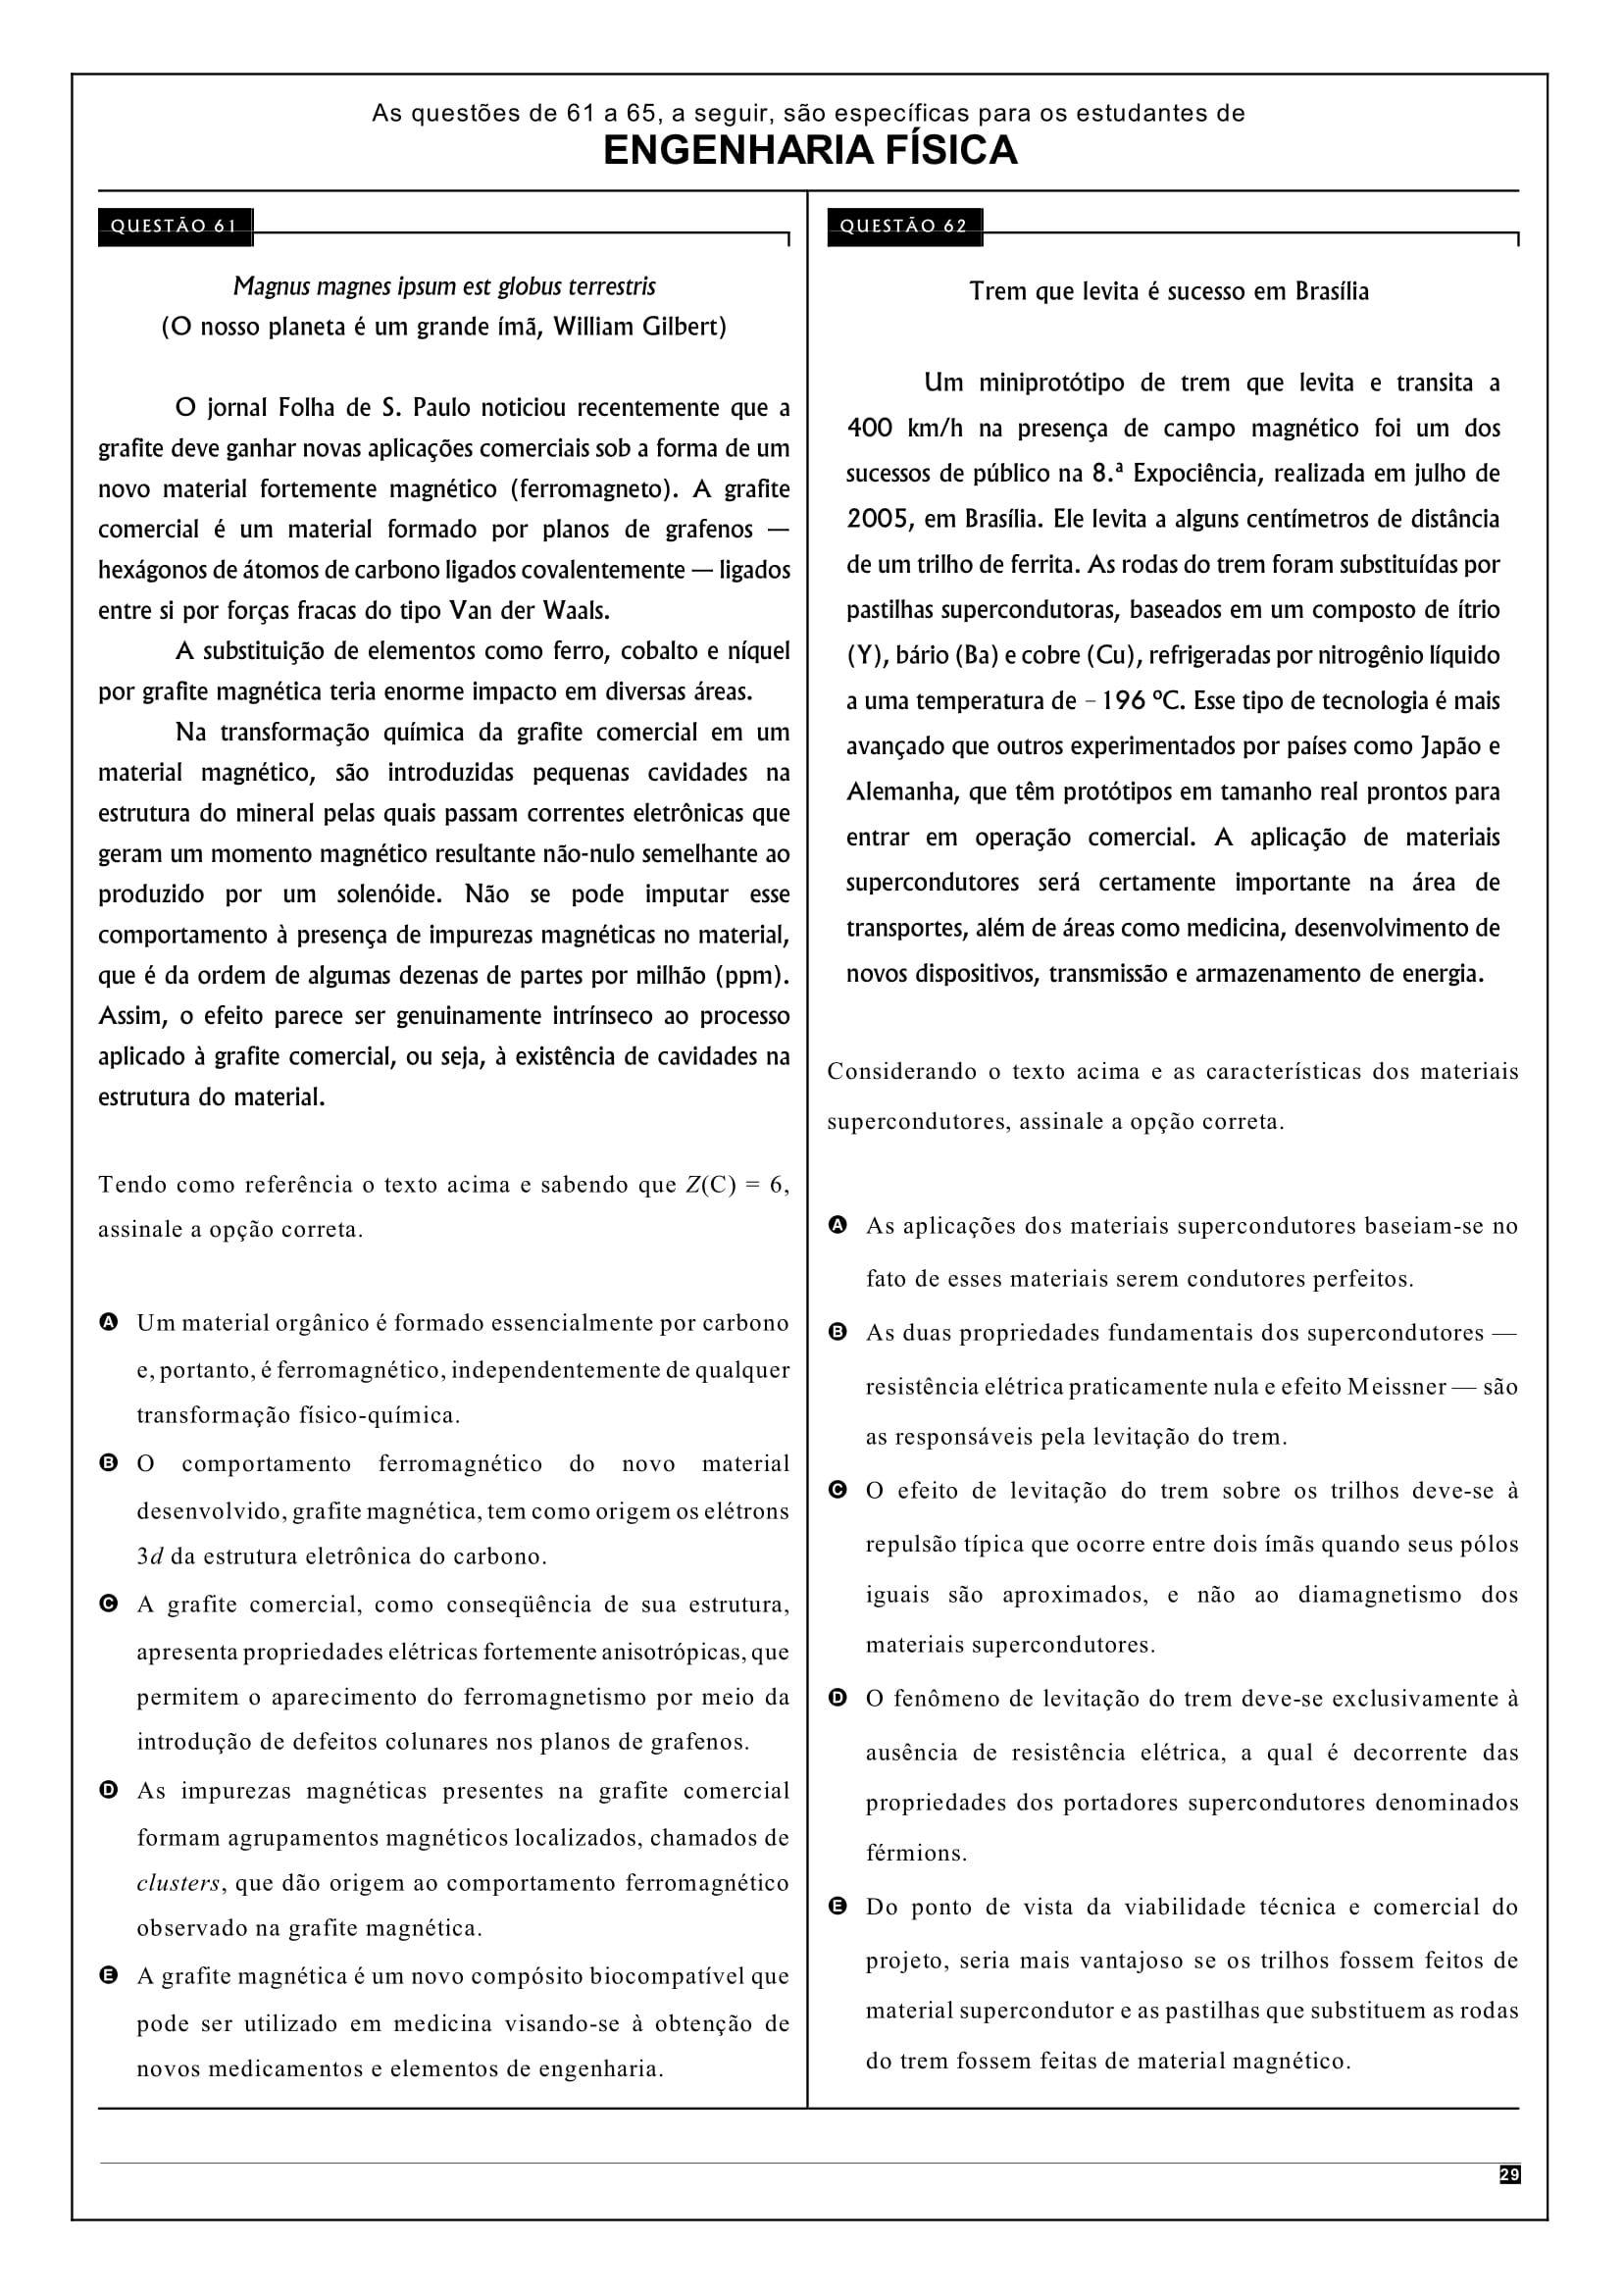 As questões de 61 a 65, a seguir, são específicas para os estudantes de
ENGENHARIA FÍSICA
QUESTÃO 61
Magnus magnes ipsum est globus terrestris
(O nosso planeta é um grande ímã, William Gilbert)
O jornal Folha de S. Paulo noticiou recentemente que a
grafite deve ganhar novas aplicações comerciais sob a forma de um
novo material fortemente magnético (ferromagneto). A grafite
comercial é um material formado por planos de grafenos —
hexágonos de átomos de carbono ligados covalentemente — ligados
entre si por forças fracas do tipo Van der Waals.
A substituição de elementos como ferro, cobalto e níquel
por grafite magnética teria enorme impacto em diversas áreas.
Na transformação química da grafite comercial em um
material magnético, são introduzidas pequenas cavidades na
estrutura do mineral pelas quais passam correntes eletrônicas que
geram um momento magnético resultante não-nulo semelhante ao
produzido por um solenóide. Não se pode imputar esse
comportamento à presença de impurezas magnéticas no material,
que é da ordem de algumas dezenas de partes por milhão (ppm).
Assim, o efeito parece ser genuinamente intrínseco ao processo
aplicado à grafite comercial, ou seja, à existência de cavidades na
estrutura do material.
Tendo como referência o texto acima e sabendo que Z(C) = 6,
assinale a opção correta.
A Um material orgânico é formado essencialmente por carbono
e, portanto, é ferromagnético, independentemente de qualquer
transformação físico-química.
B O comportamento ferromagnético do novo material
desenvolvido, grafite magnética, tem como origem os elétrons
3d da estrutura eletrônica do carbono.
C A grafite comercial, como conseqüência de sua estrutura,
apresenta propriedades elétricas fortemente anisotrópicas, que
permitem o aparecimento do ferromagnetismo por meio da
introdução de defeitos colunares nos planos de grafenos.
D As impurezas magnéticas presentes na grafite comercial
formam agrupamentos magnéticos localizados, chamados de
clusters, que dão origem ao comportamento ferromagnético
observado na grafite magnética.
E A grafite magnética é um novo compósito biocompatível que
pode ser utilizado em medicina visando-se à obtenção de
novos medicamentos e elementos de engenharia.
QUESTÃO 62
Trem que levita é sucesso em Brasília
Um miniprotótipo de trem que levita e transita a
400 km/h na presença de campo magnético foi um dos
sucessos de público na 8.ª Expociência, realizada em julho de
2005, em Brasília. Ele levita a alguns centímetros de distância
de um trilho de ferrita. As rodas do trem foram substituídas por
pastilhas supercondutoras, baseados em um composto de ítrio
(Y), bário (Ba) e cobre (Cu), refrigeradas por nitrogênio líquido
a uma temperatura de – 196 ºC. Esse tipo de tecnologia é mais
avançado que outros experimentados por países como Japão e
Alemanha, que têm protótipos em tamanho real prontos para
entrar em operação comercial. A aplicação de materiais
supercondutores será certamente importante na área de
transportes, além de áreas como medicina, desenvolvimento de
novos dispositivos, transmissão e armazenamento de energia.
Considerando o texto acima e as características dos materiais
supercondutores, assinale a opção correta.
A As aplicações dos materiais supercondutores baseiam-se no
fato de esses materiais serem condutores perfeitos.
B As duas propriedades fundamentais dos supercondutores —
resistência elétrica praticamente nula e efeito Meissner — são
as responsáveis pela levitação do trem.
C O efeito de levitação do trem sobre os trilhos deve-se à
repulsão típica que ocorre entre dois ímãs quando seus pólos
iguais são aproximados, e não ao diamagnetismo dos
materiais supercondutores.
D O fenômeno de levitação do trem deve-se exclusivamente à
ausência de resistência elétrica, a qual é decorrente das
propriedades dos portadores supercondutores denominados
férmions.
E Do ponto de vista da viabilidade técnica e comercial do
projeto, seria mais vantajoso se os trilhos fossem feitos de
material supercondutor e as pastilhas que substituem as rodas
do trem fossem feitas de material magnético.
29